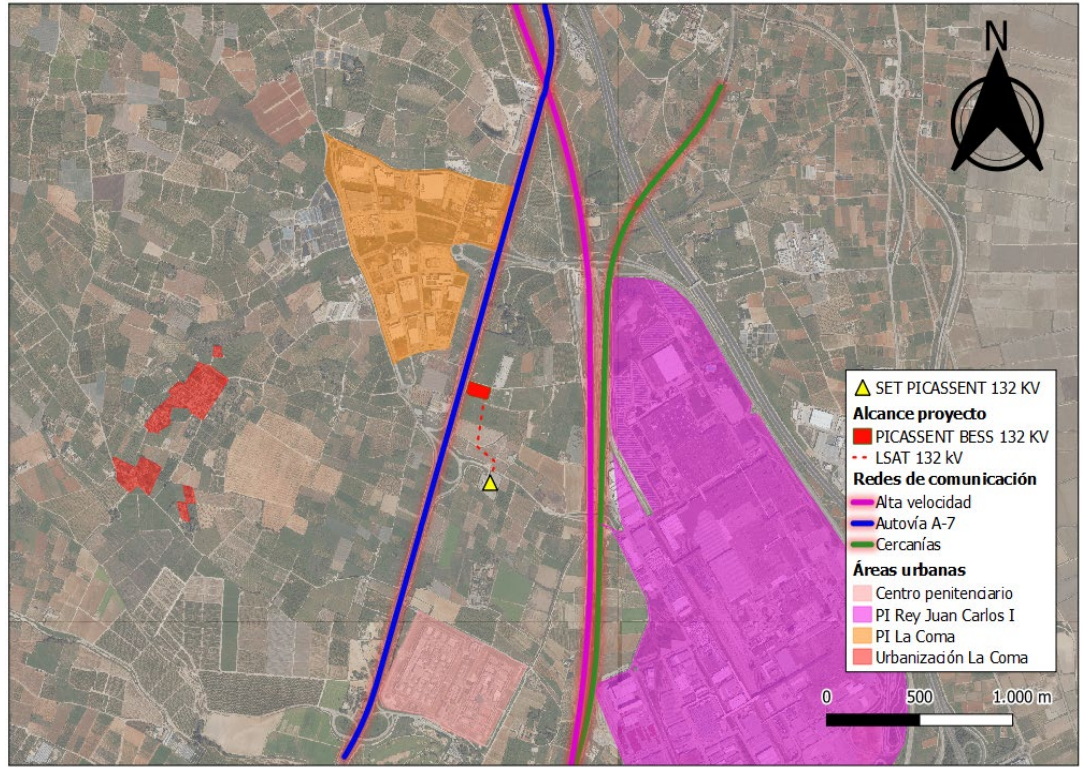 N
SET PICASSENT 132 KV
Alcance proyecto
PICASSENT BESS 132 KV
LSAT 132 kV
Redes de comunicación
Alta velocidad
Autovía A-7
Cercanías
Áreas urbanas
Centro penitenciario
PI Rey Juan Carlos I
PI La Coma
Urbanización La Coma
0 500 1.000 m